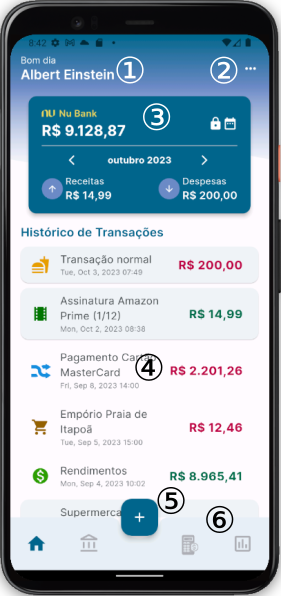 8:42
Bom dia
Albert Einstein ① ② ...
nu Nu Bank ③
R$ 9.128,87
< outubro 2023 >
Receitas
R$ 14,99
Despesas
R$ 200,00
Histórico de Transações
Transação normal
Tue, Oct 3, 2023 07:49
R$ 200,00
Assinatura Amazon
Prime (1/12)
Mon, Oct 2, 2023 08:38
R$ 14,99
Pagamento Cartão
MasterCard ④
Fri, Sep 8, 2023 14:00
R$ 2.201,26
Empório Praia de
Itapoã
Tue, Sep 5, 2023 15:00
R$ 12,46
Rendimentos
Mon, Sep 4, 2023 10:02
R$ 8.965,41
⑤
Supermerca
+
⑥